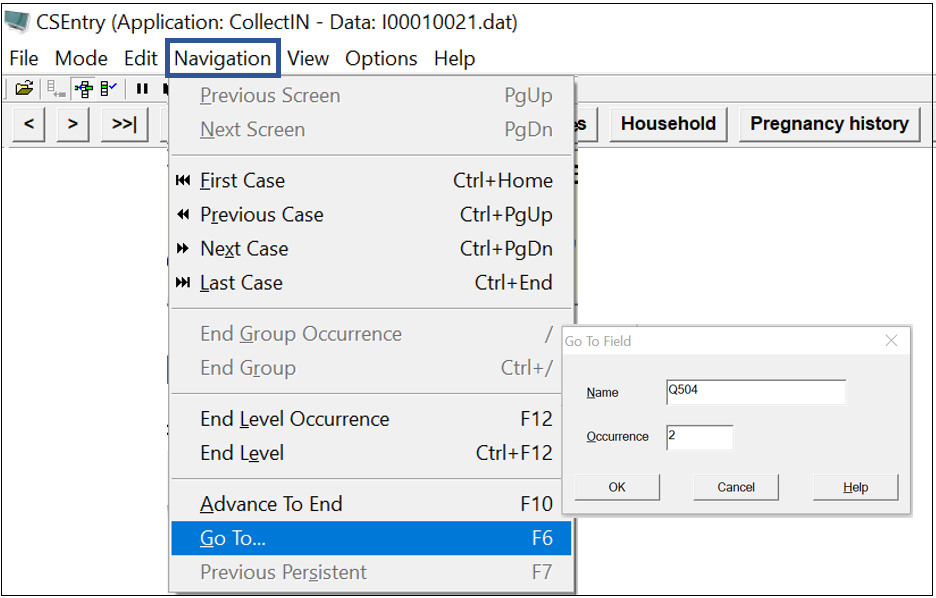 CSEntry (Application: CollectIN - Data: I00010021.dat)
File Mode Edit Navigation View Options Help
< > >>| s Household Pregnancy history
Previous Screen PgUp
Next Screen PgDn
First Case Ctrl+Home
Previous Case Ctrl+PgUp
Next Case Ctrl+PgDn
Last Case Ctrl+End
End Group Occurrence /
End Group Ctrl+/
End Level Occurrence F12
End Level Ctrl+F12
Advance To End F10
Go To... F6
Previous Persistent F7
Go To Field
Name Q504
Occurrence 2
OK Cancel Help